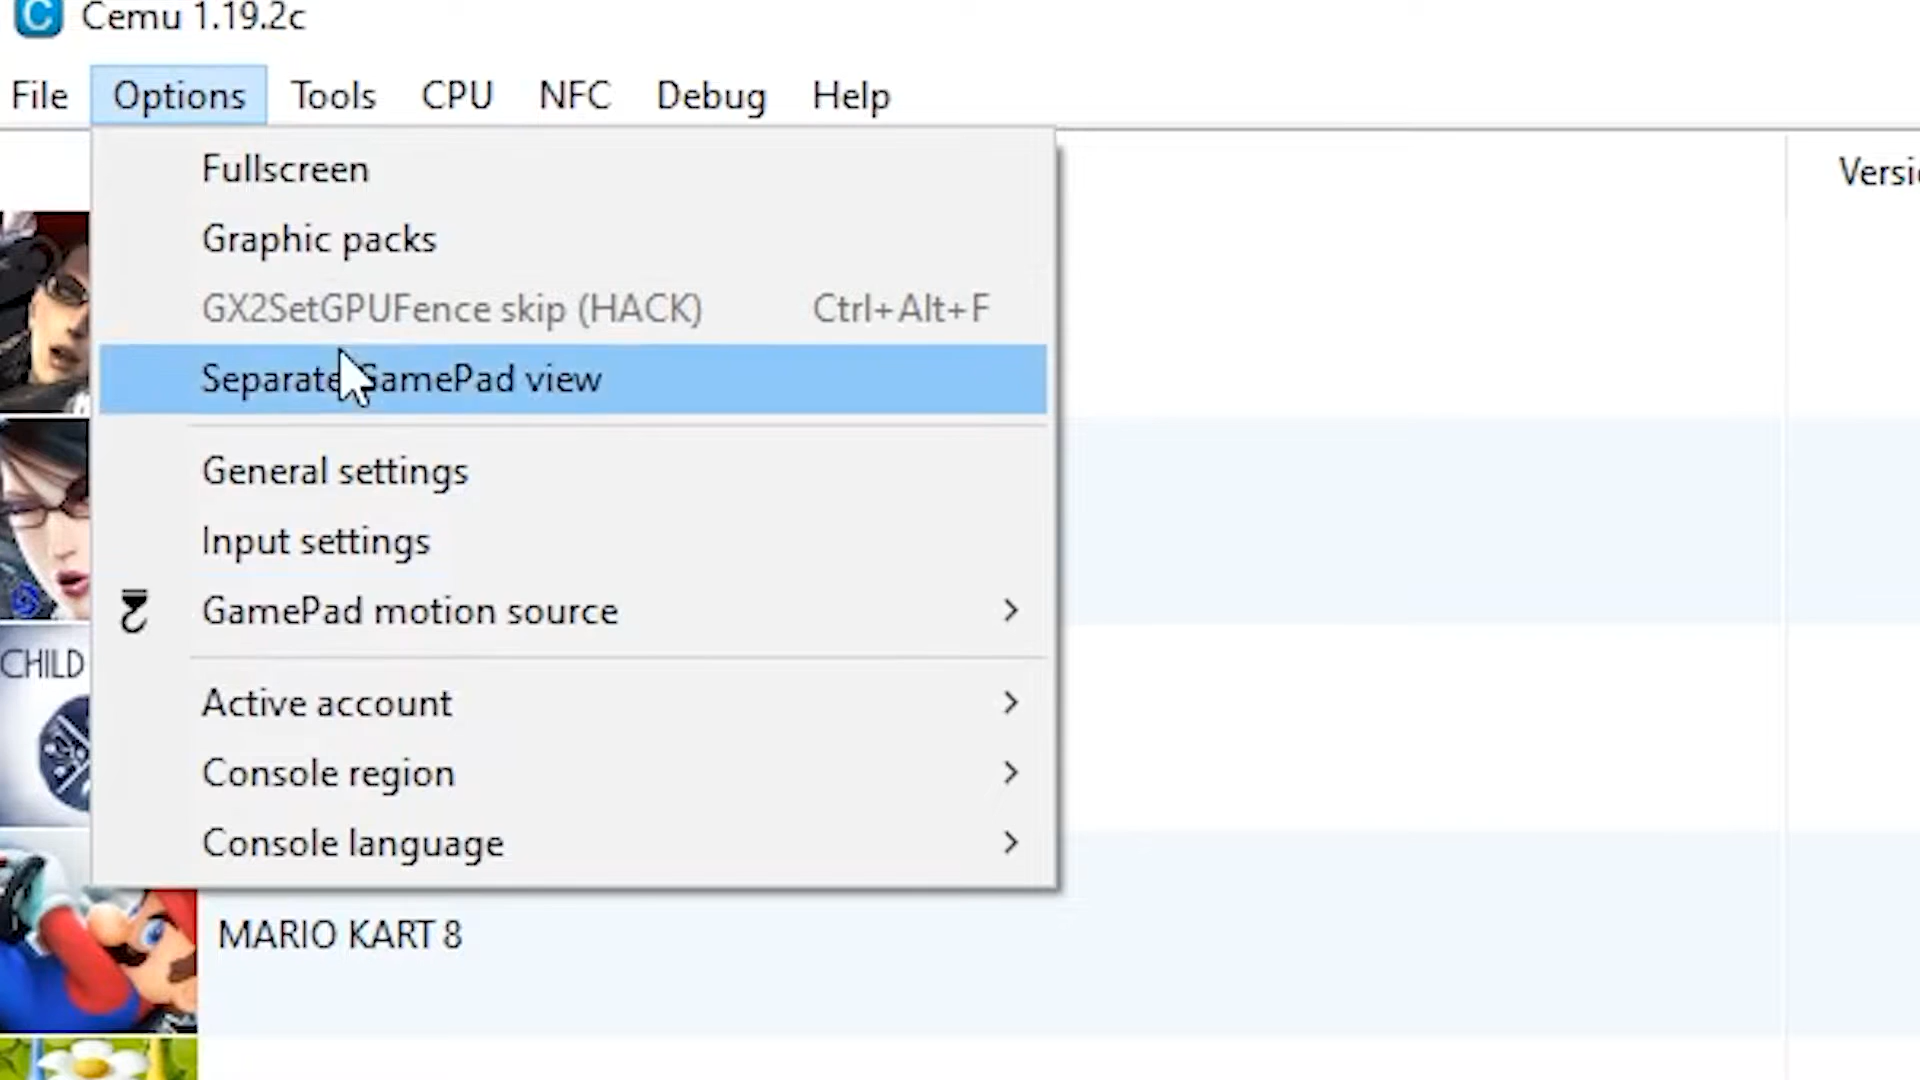 Cemu 1.19.2c
File Options Tools CPU NFC Debug Help
Fullscreen
Graphic packs
GX2SetGPUFence skip (HACK) Ctrl+Alt+F
Separate GamePad view
General settings
Input settings
GamePad motion source
Active account
Console region
Console language
CHILD
MARIO KART 8